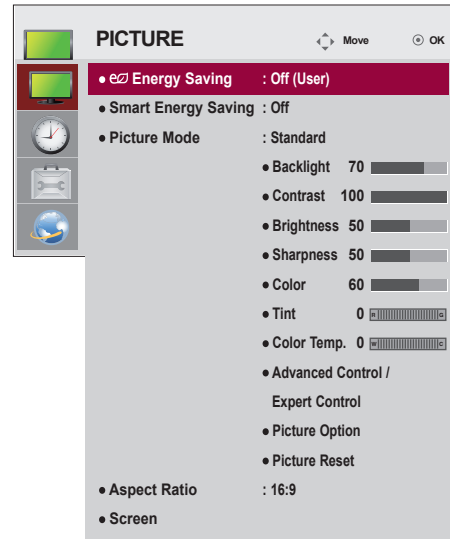 PICTURE Move OK
• Energy Saving : Off (User)
• Smart Energy Saving : Off
• Picture Mode : Standard
• Backlight 70
• Contrast 100
• Brightness 50
• Sharpness 50
• Color 60
• Tint 0 R G
• Color Temp. 0 W C
• Advanced Control /
Expert Control
• Picture Option
• Picture Reset
• Aspect Ratio : 16:9
• Screen